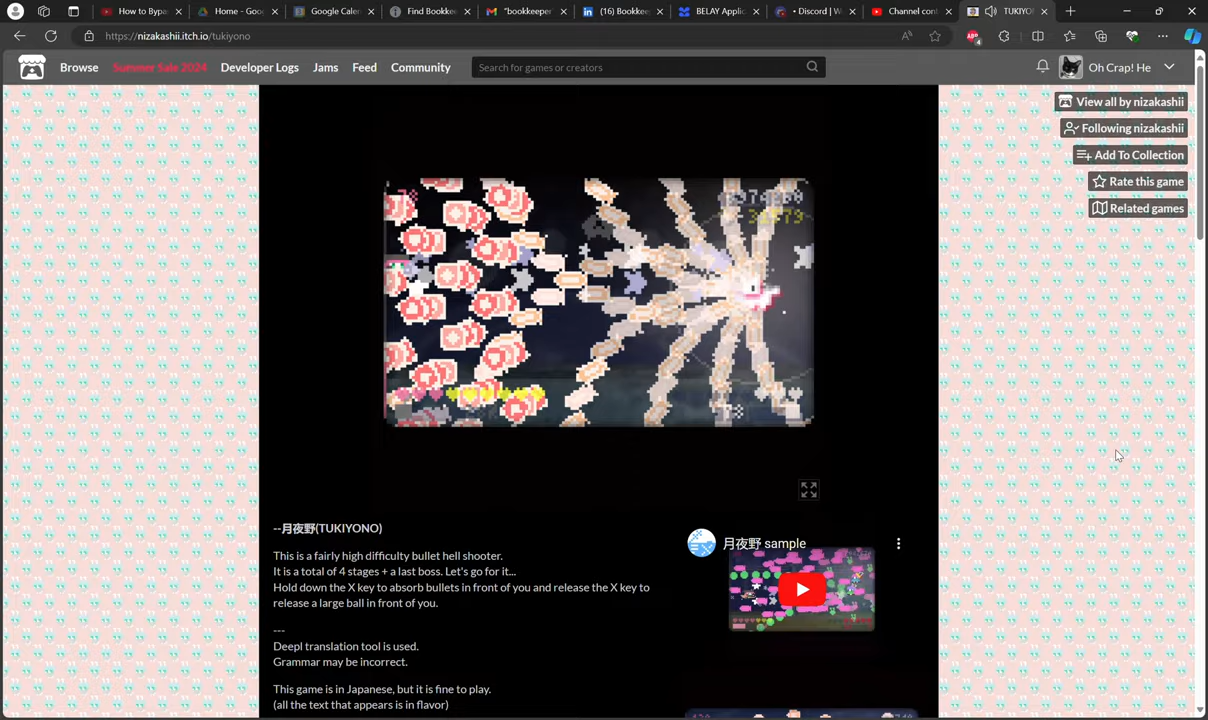 How to Bypa
Home - Goo
Google Caler
Find Bookke
"bookkeeper"
(16) Bookkee
BELAY Applic
• Discord | W
Channel cont
TUKIYON
https://nizakashii.itch.io/tukiyono
4
Browse
Summer Sale 2024
Developer Logs
Jams
Feed
Community
Search for games or creators
Oh Crap! He
View all by nizakashii
Following nizakashii
Add To Collection
Rate this game
Related games
--月夜野(TUKIYONO)
This is a fairly high difficulty bullet hell shooter.
It is a total of 4 stages + a last boss. Let's go for it...
Hold down the X key to absorb bullets in front of you and release the X key to
release a large ball in front of you.
---
Deepl translation tool is used.
Grammar may be incorrect.
This game is in Japanese, but it is fine to play.
(all the text that appears is in flavor)
月夜野 sample